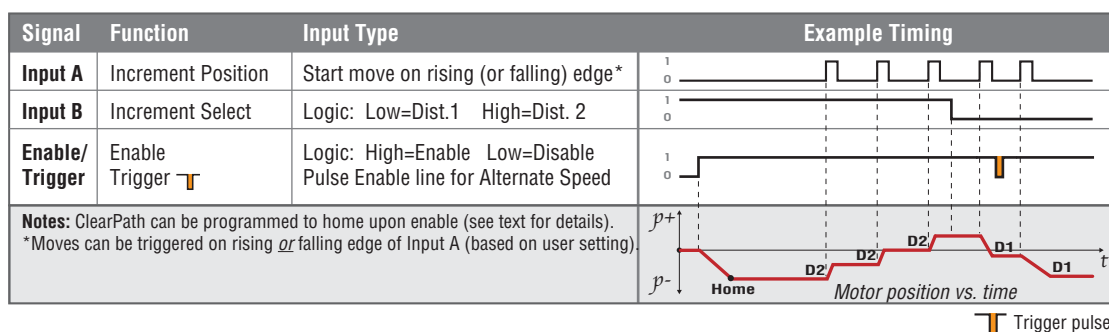 Signal Function Input Type Example Timing
Input A Increment Position Start move on rising (or falling) edge* 1 0
Input B Increment Select Logic: Low=Dist.1 High=Dist. 2 1 0
Enable/ Enable Logic: High=Enable Low=Disable 1
Trigger Trigger Pulse Enable line for Alternate Speed 0
Notes: ClearPath can be programmed to home upon enable (see text for details).
*Moves can be triggered on rising or falling edge of Input A (based on user setting).
p+
D2 D2 D2 D1 D1 t
p- Home Motor position vs. time
Trigger pulse